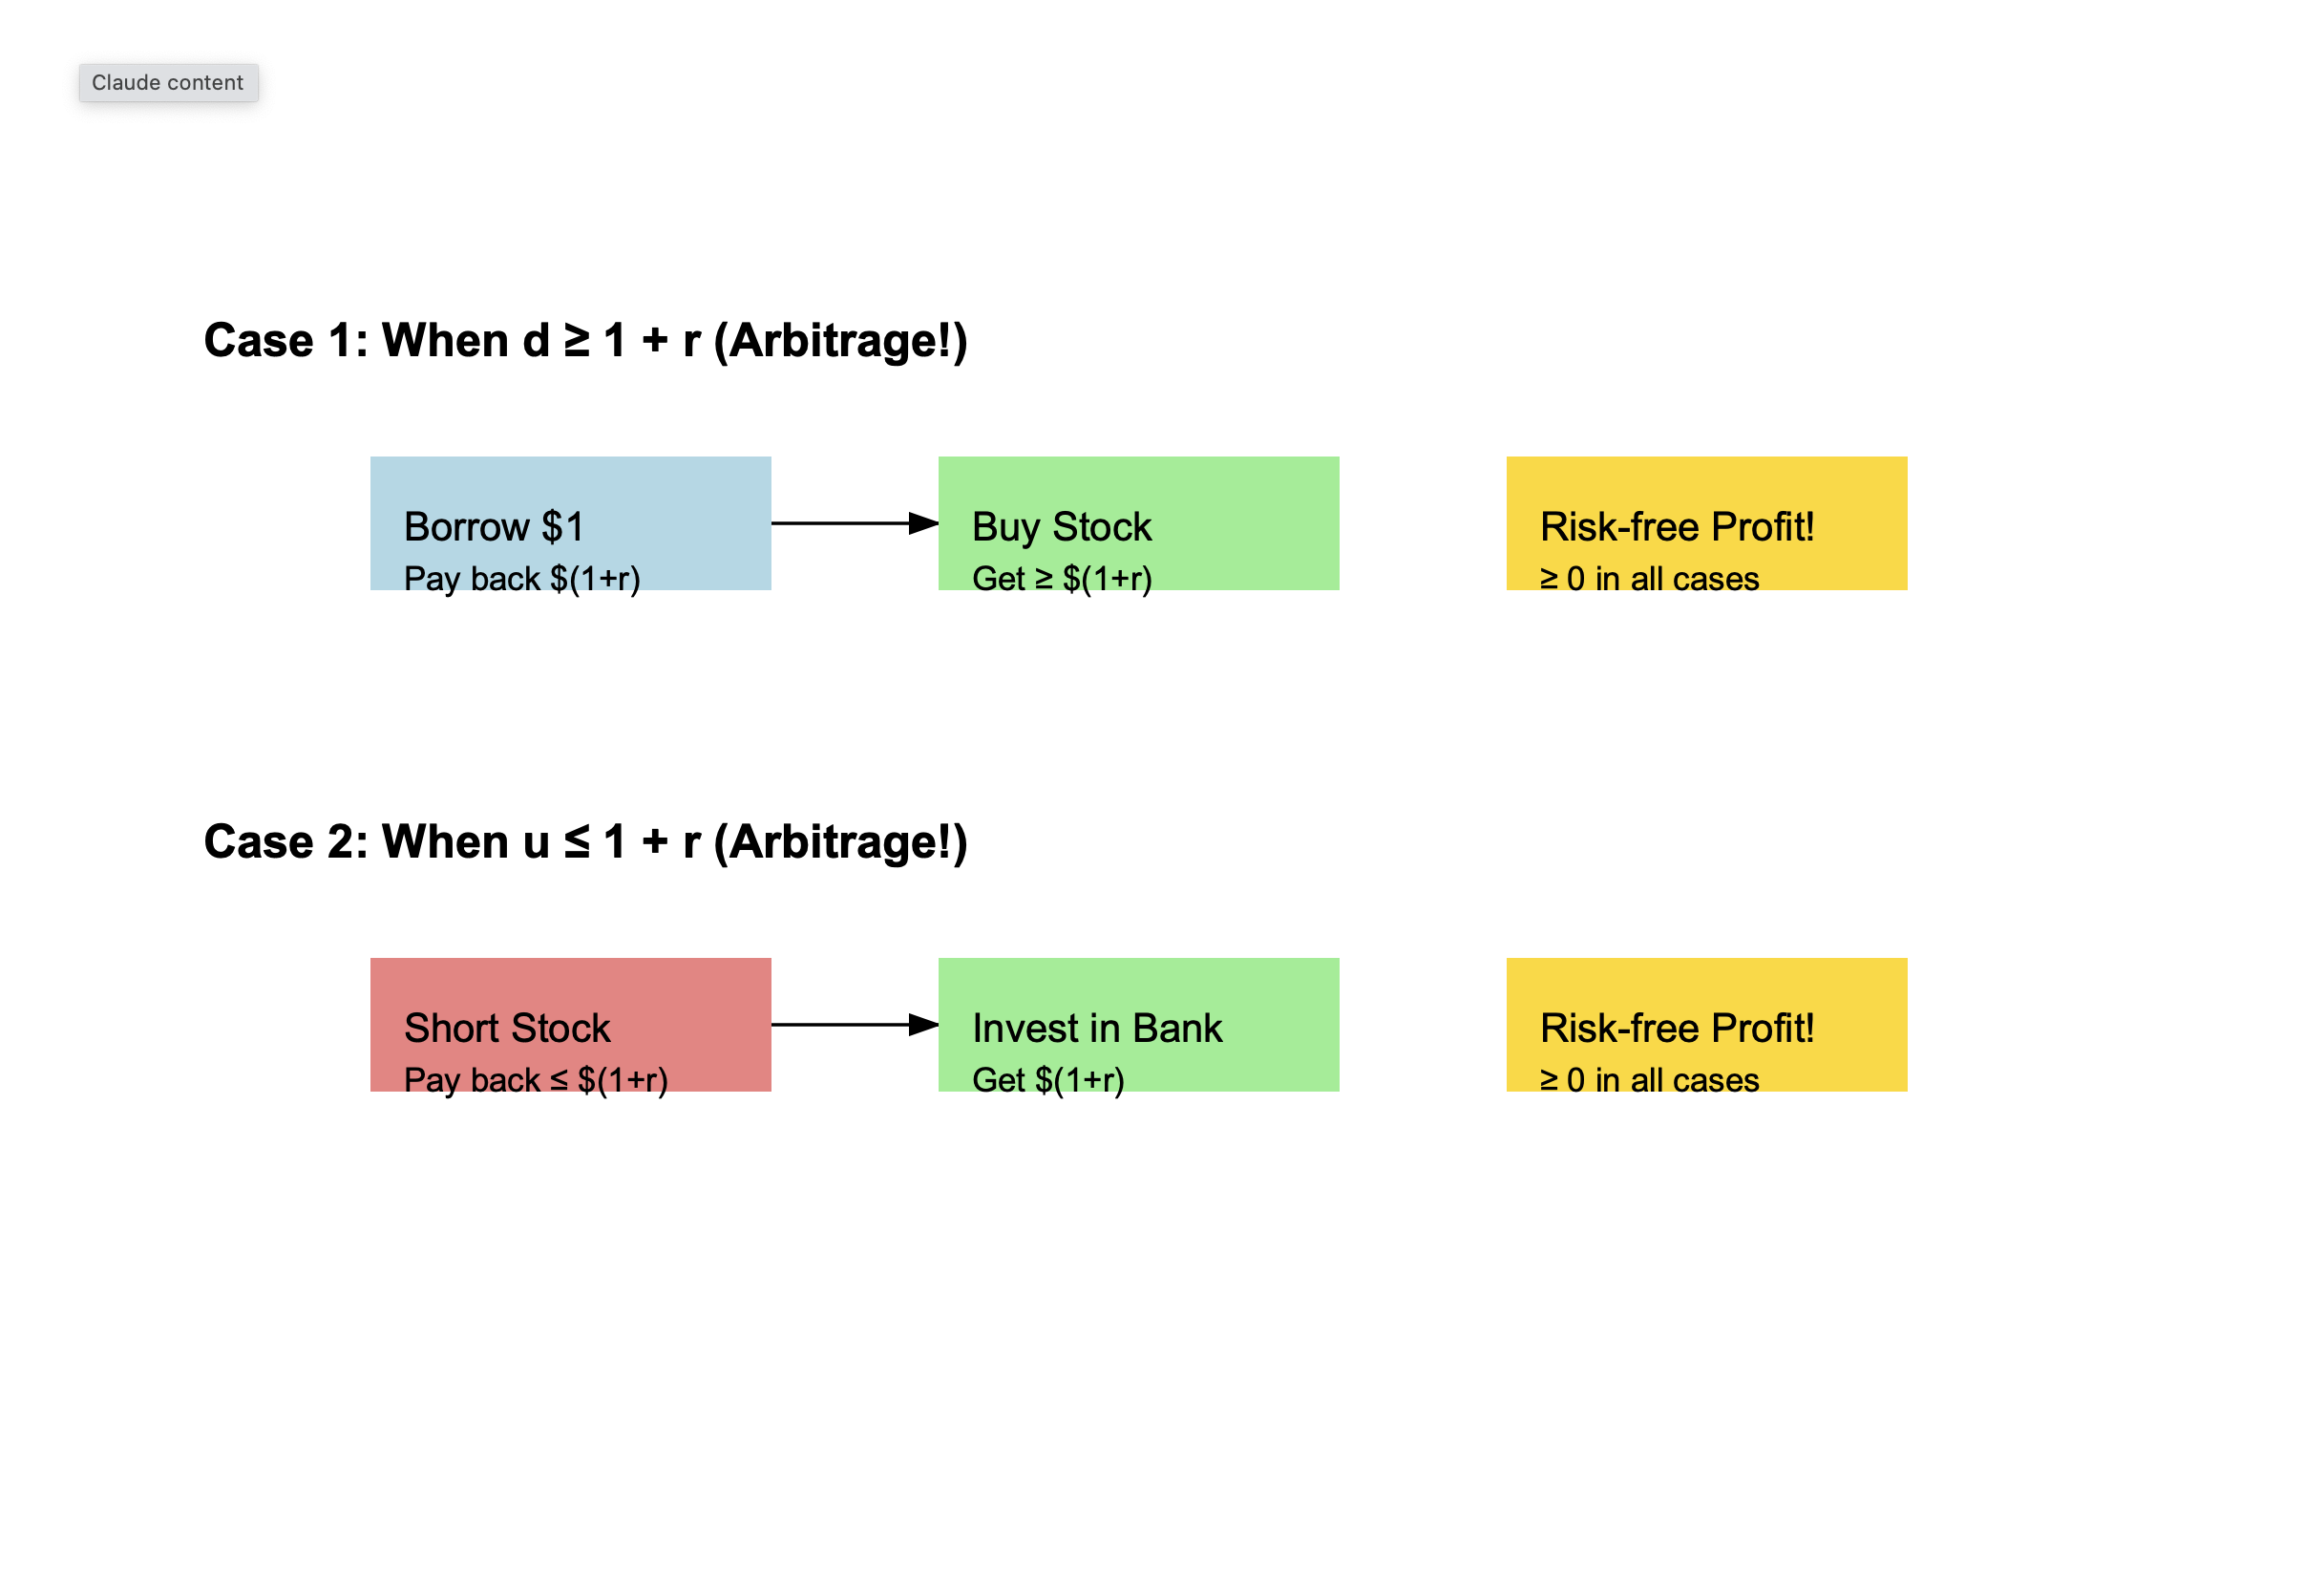 Claude content
Case 1: When d ≥ 1 + r (Arbitrage!)
Borrow $1
Pay back $(1+r)
Buy Stock
Get ≥ $(1+r)
Risk-free Profit!
≥ 0 in all cases
Case 2: When u ≤ 1 + r (Arbitrage!)
Short Stock
Pay back ≤ $(1+r)
Invest in Bank
Get $(1+r)
Risk-free Profit!
≥ 0 in all cases